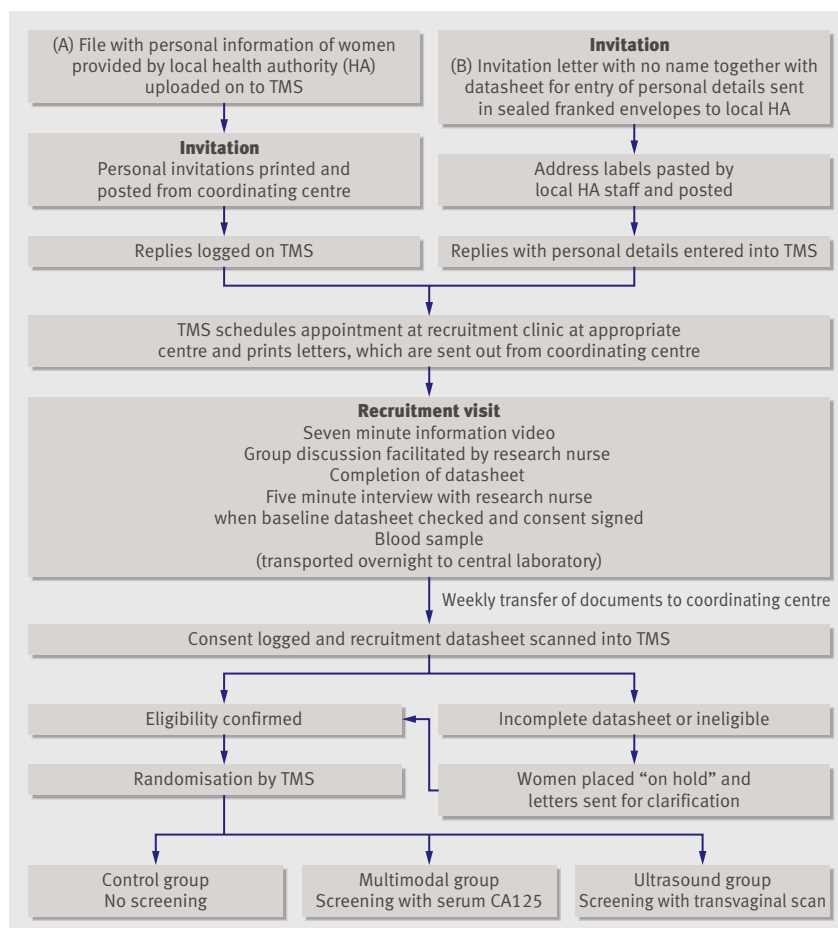 (A) File with personal information of women
provided by local health authority (HA)
uploaded on to TMS
Invitation
(B) Invitation letter with no name together with
datasheet for entry of personal details sent
in sealed franked envelopes to local HA
Invitation
Personal invitations printed and
posted from coordinating centre
Address labels pasted by
local HA staff and posted
Replies logged on TMS
Replies with personal details entered into TMS
TMS schedules appointment at recruitment clinic at appropriate
centre and prints letters, which are sent out from coordinating centre
Recruitment visit
Seven minute information video
Group discussion facilitated by research nurse
Completion of datasheet
Five minute interview with research nurse
when baseline datasheet checked and consent signed
Blood sample
(transported overnight to central laboratory)
Weekly transfer of documents to coordinating centre
Consent logged and recruitment datasheet scanned into TMS
Eligibility confirmed
Incomplete datasheet or ineligible
Randomisation by TMS
Women placed “on hold” and
letters sent for clarification
Control group
No screening
Multimodal group
Screening with serum CA125
Ultrasound group
Screening with transvaginal scan